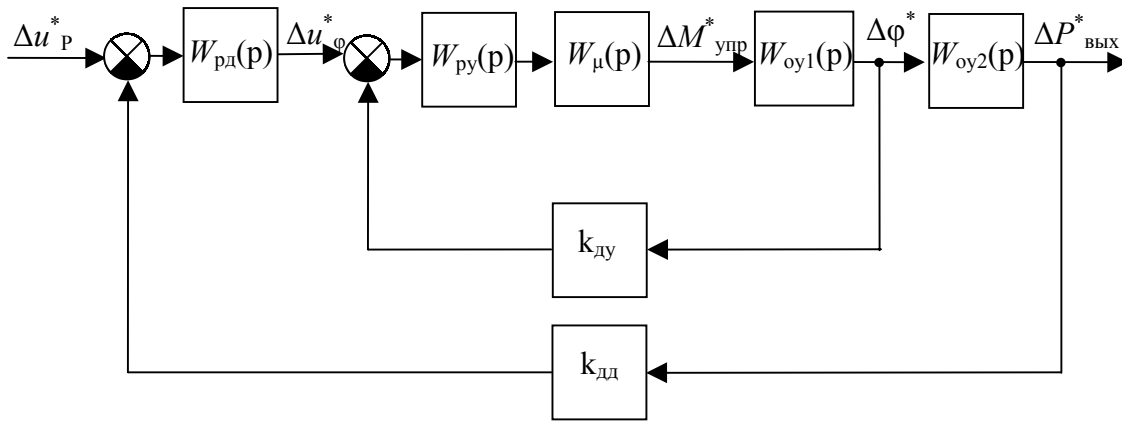 Δu*Р
Wрд(p)
Δu*φ
Wру(p)
Wμ(p)
ΔM*упр
Wоу1(p)
Δφ*
Wоу2(p)
ΔP*вых
kду
kдд